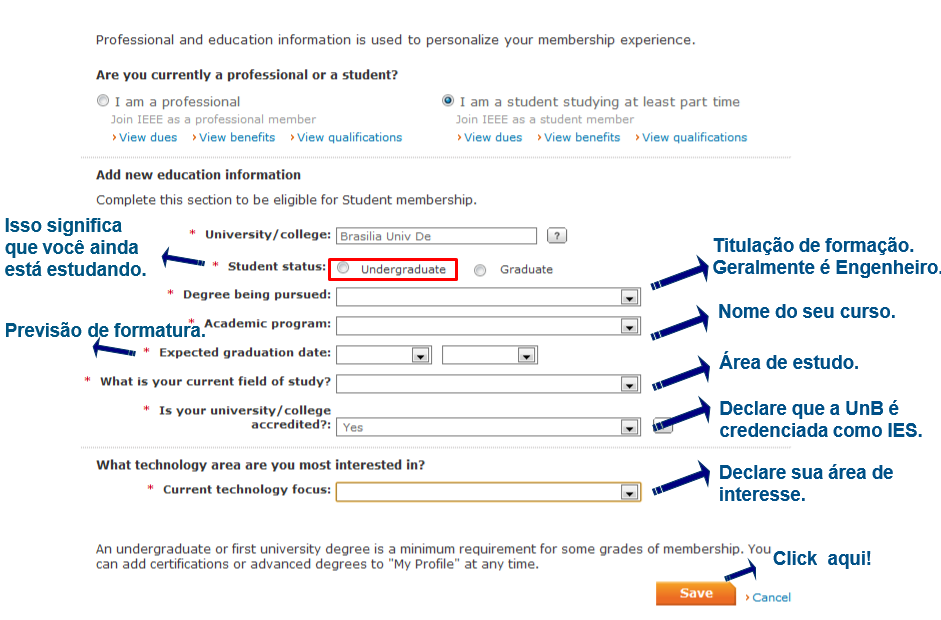 Professional and education information is used to personalize your membership experience.
Are you currently a professional or a student?
I am a professional
I am a student studying at least part time
Join IEEE as a professional member
Join IEEE as a student member
View dues View benefits View qualifications
View dues View benefits View qualifications
Add new education information
Complete this section to be eligible for Student membership.
Isso significa
que você ainda
está estudando.
* University/college: Brasilia Univ De ?
* Student status: Undergraduate Graduate
Titulação de formação.
Geralmente é Engenheiro.
* Degree being pursued:
Nome do seu curso.
* Academic program:
Previsão de formatura.
* Expected graduation date:
Área de estudo.
* What is your current field of study?
* Is your university/college
accredited?: Yes
Declare que a UnB é
credenciada como IES.
What technology area are you most interested in?
* Current technology focus:
Declare sua área de
interesse.
An undergraduate or first university degree is a minimum requirement for some grades of membership. You
can add certifications or advanced degrees to "My Profile" at any time.
Click aqui!
Save Cancel